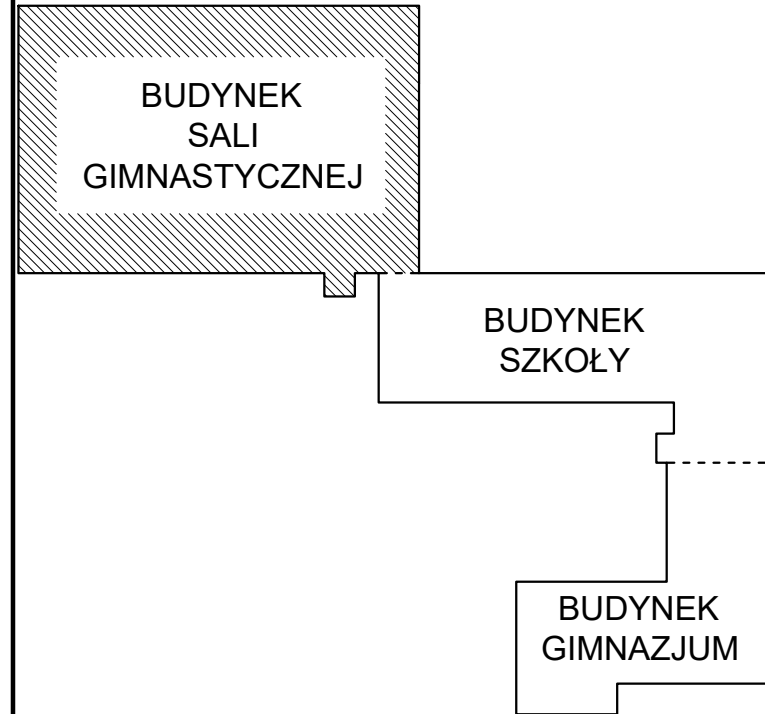 BUDYNEK
SALI
GIMNASTYCZNEJ
BUDYNEK
SZKOŁY
BUDYNEK
GIMNAZJUM